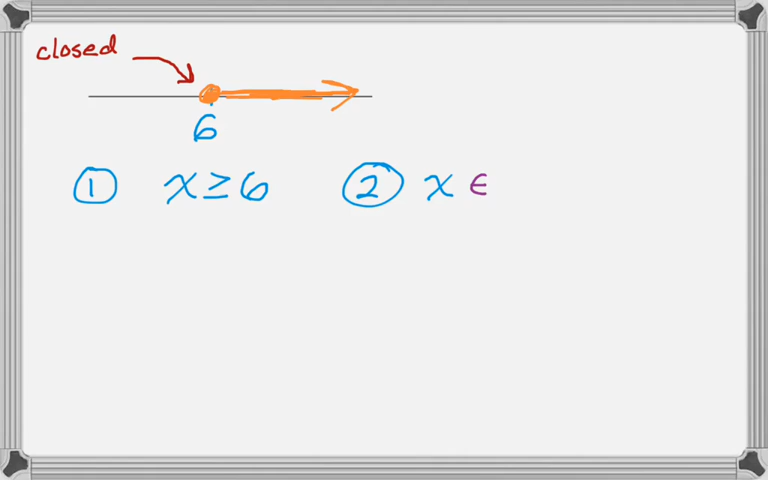 closed
6
① x ≥ 6 ② x ∈